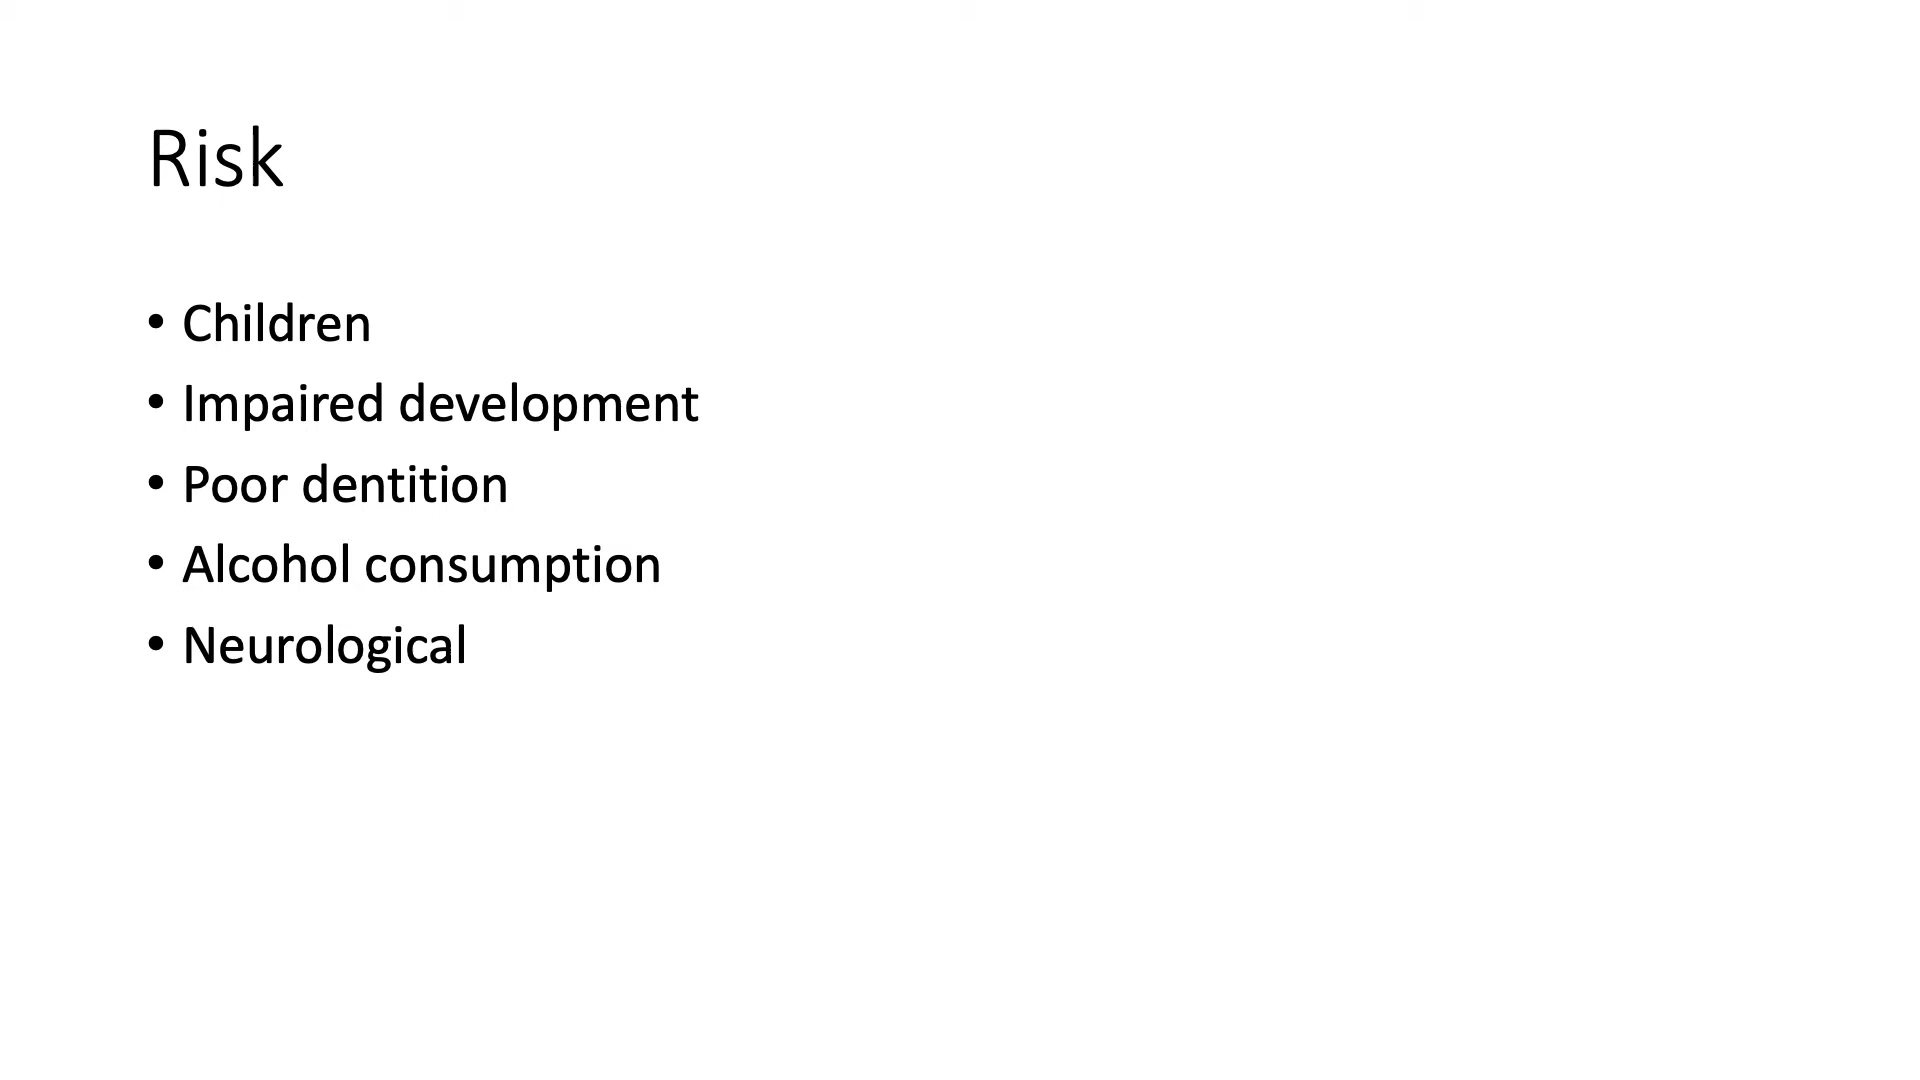 Risk
• Children
• Impaired development
• Poor dentition
• Alcohol consumption
• Neurological